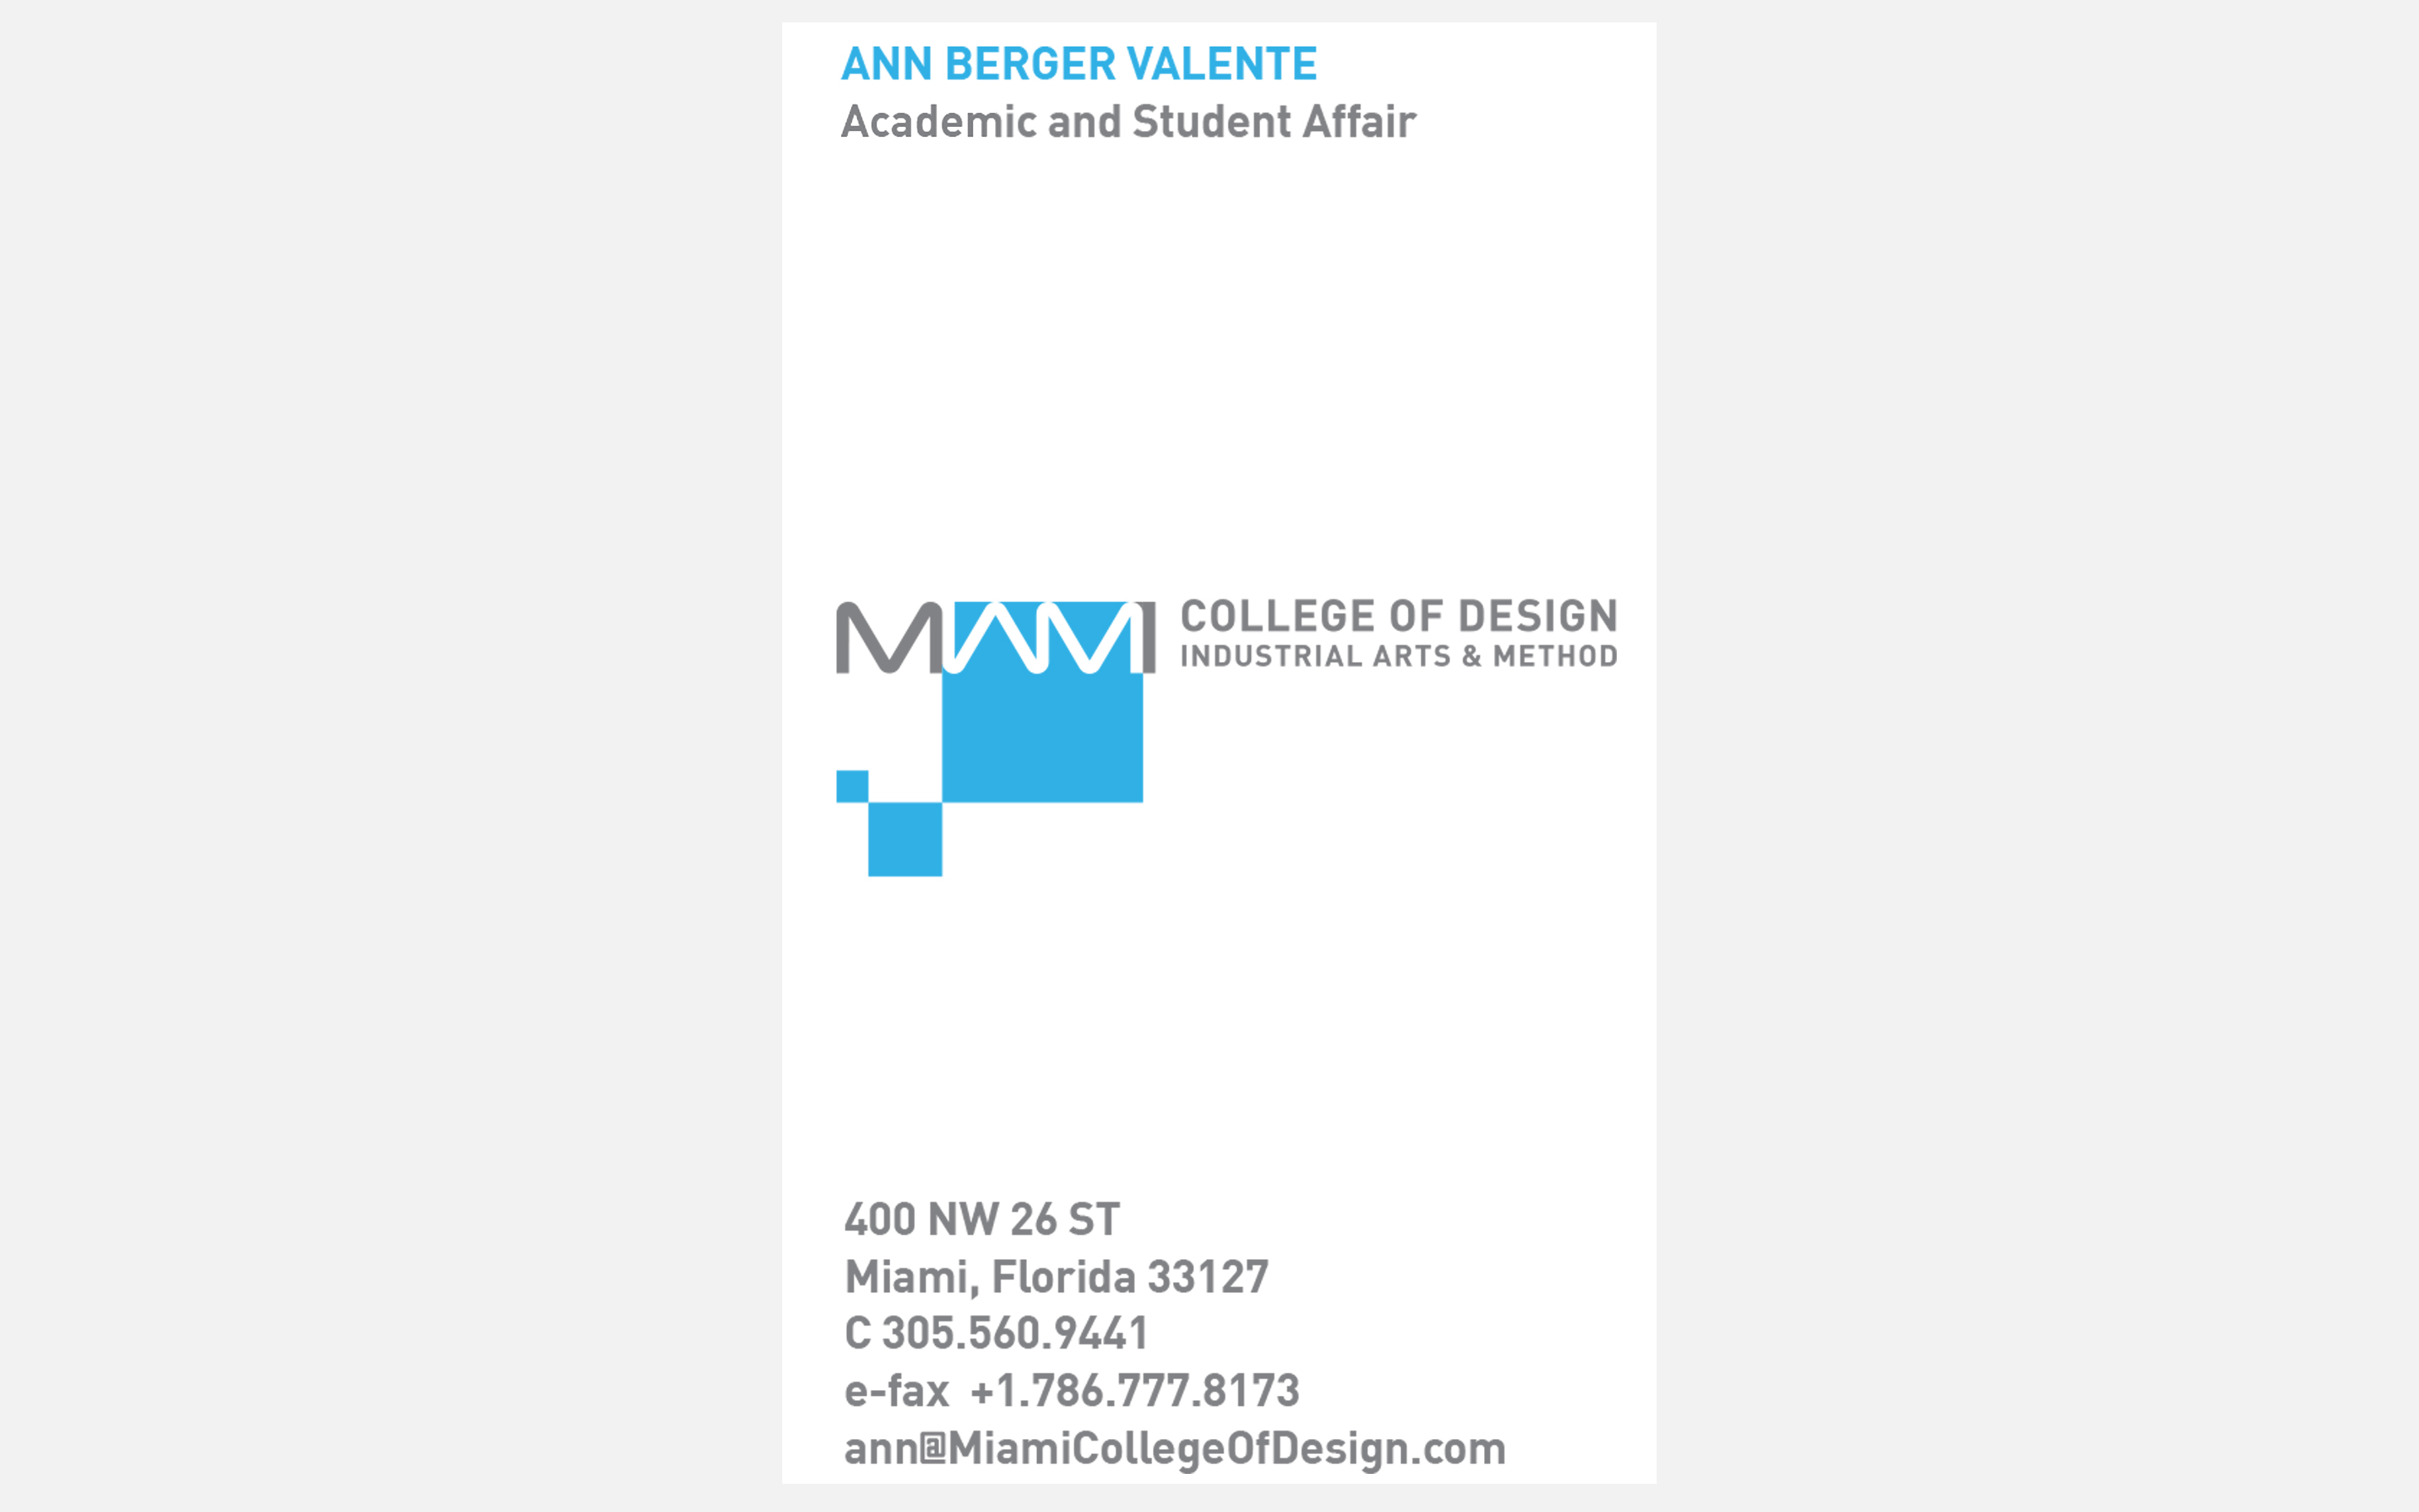 ANN BERGER VALENTE
Academic and Student Affair
MIAMI
COLLEGE OF DESIGN
INDUSTRIAL ARTS & METHOD
400 NW 26 ST
Miami, Florida 33127
C 305.560.9441
e-fax +1.786.777.8173
ann@MiamiCollegeOfDesign.com